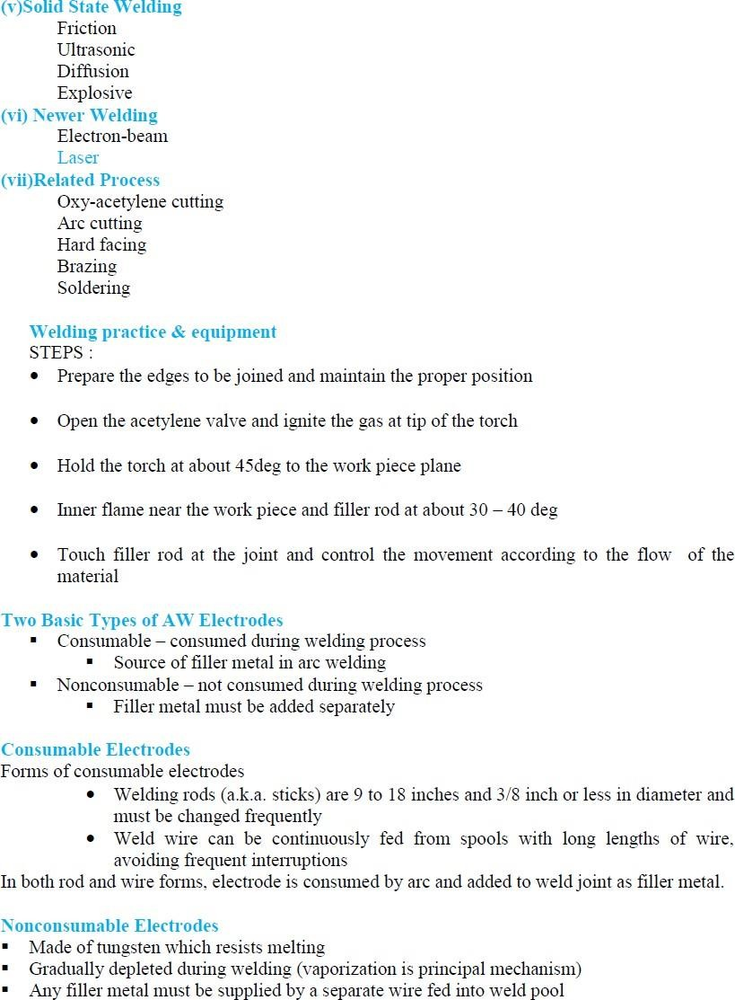 (v)Solid State Welding
Friction
Ultrasonic
Diffusion
Explosive
(vi) Newer Welding
Electron-beam
Laser
(vii)Related Process
Oxy-acetylene cutting
Arc cutting
Hard facing
Brazing
Soldering
Welding practice & equipment
STEPS :
• Prepare the edges to be joined and maintain the proper position
• Open the acetylene valve and ignite the gas at tip of the torch
• Hold the torch at about 45deg to the work piece plane
• Inner flame near the work piece and filler rod at about 30 – 40 deg
• Touch filler rod at the joint and control the movement according to the flow of the
material
Two Basic Types of AW Electrodes
▪ Consumable – consumed during welding process
▪ Source of filler metal in arc welding
▪ Nonconsumable – not consumed during welding process
▪ Filler metal must be added separately
Consumable Electrodes
Forms of consumable electrodes
• Welding rods (a.k.a. sticks) are 9 to 18 inches and 3/8 inch or less in diameter and
must be changed frequently
• Weld wire can be continuously fed from spools with long lengths of wire,
avoiding frequent interruptions
In both rod and wire forms, electrode is consumed by arc and added to weld joint as filler metal.
Nonconsumable Electrodes
▪ Made of tungsten which resists melting
▪ Gradually depleted during welding (vaporization is principal mechanism)
▪ Any filler metal must be supplied by a separate wire fed into weld pool